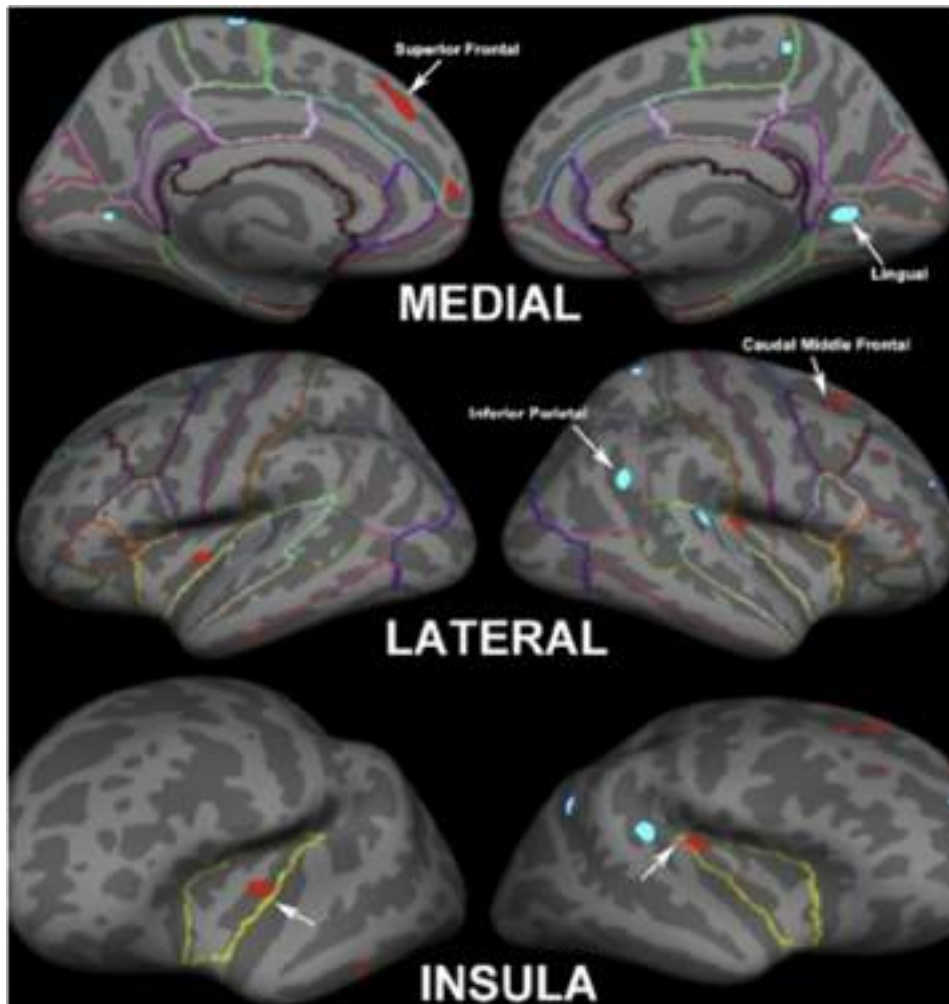 Superior Frontal
Lingual
MEDIAL
Caudal Middle Frontal
Inferior Parietal
LATERAL
INSULA